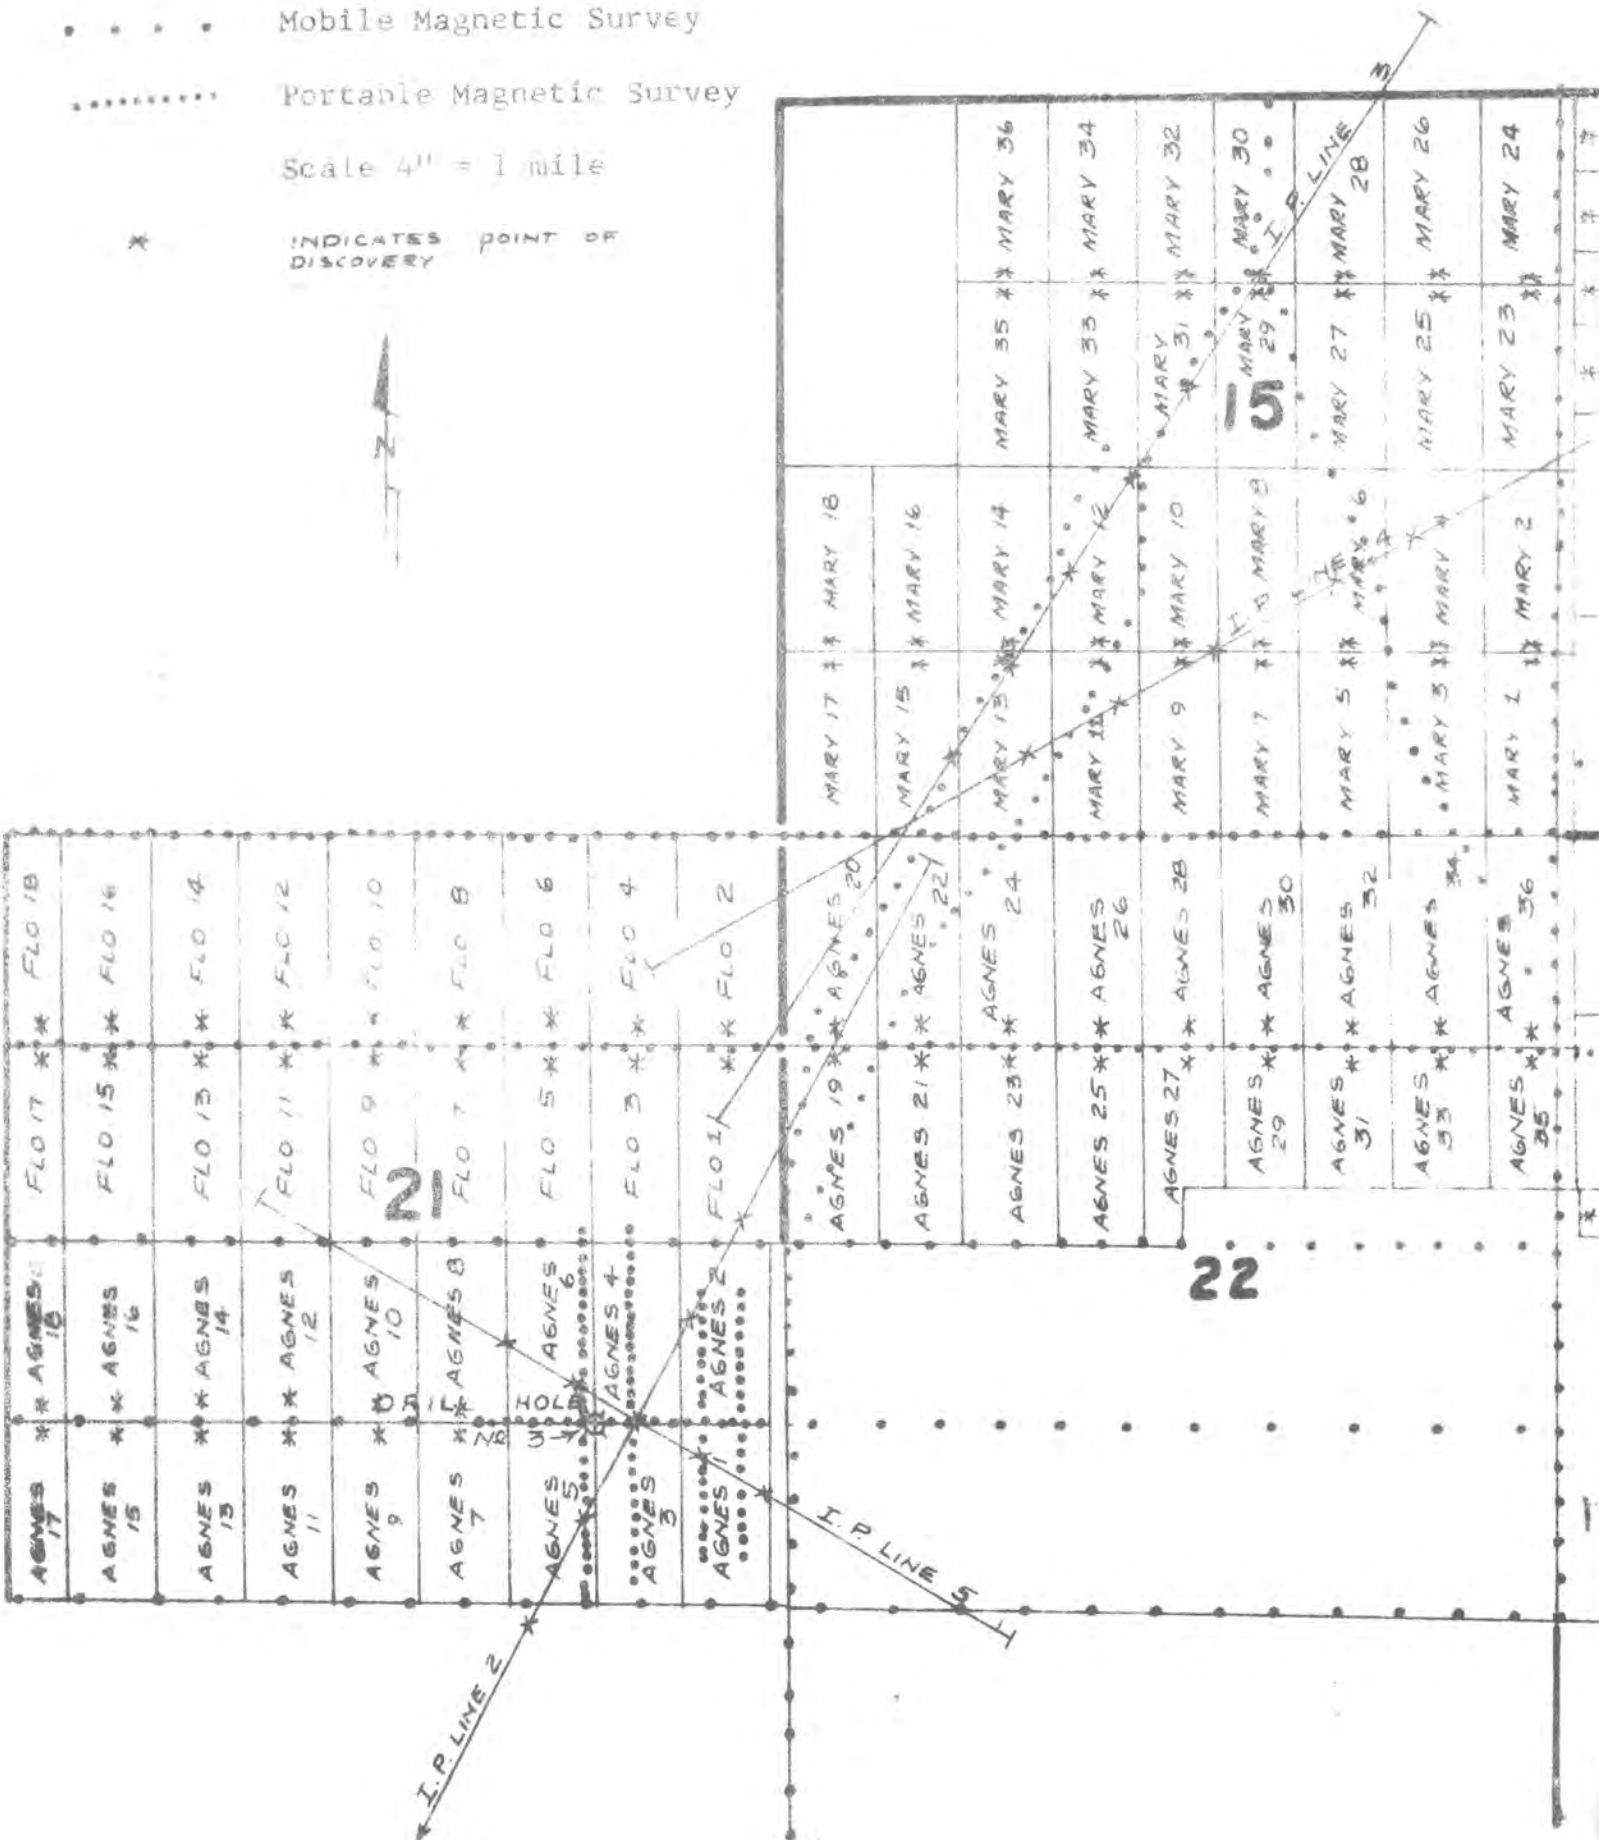 Mobile Magnetic Survey
Portable Magnetic Survey
Scale 4" = 1 mile
INDICATES POINT OF
DISCOVERY
N
3
I.P. LINE
MARY 36
MARY 34
MARY 32
MARY 30
MARY 28
MARY 26
MARY 24
MARY 35
MARY 33
MARY 31
MARY 29
MARY 27
MARY 25
MARY 23
15
MARY 18
MARY 16
MARY 14
MARY 12
MARY 10
MARY 8
MARY 6
MARY 4
MARY 2
MARY 17
MARY 15
MARY 13
MARY 11
MARY 9
MARY 7
MARY 5
MARY 3
MARY 1
FLO 18
FLO 16
FLO 14
FLO 12
FLO 10
FLO 8
FLO 6
FLO 4
FLO 2
AGNES 20
AGNES 22
AGNES 24
AGNES 26
AGNES 28
AGNES 30
AGNES 32
AGNES 34
AGNES 36
FLO 17
FLO 15
FLO 13
FLO 11
FLO 9
FLO 7
FLO 5
FLO 3
FLO 1
AGNES 19
AGNES 21
AGNES 23
AGNES 25
AGNES 27
AGNES 29
AGNES 31
AGNES 33
AGNES 35
21
22
AGNES 18
AGNES 16
AGNES 14
AGNES 12
AGNES 10
AGNES 8
AGNES 6
AGNES 4
AGNES 2
HOLE
AGNES 17
AGNES 15
AGNES 13
AGNES 11
AGNES 9
AGNES 7
AGNES 5
AGNES 3
AGNES 1
I.P. LINE 5
I.P. LINE 2